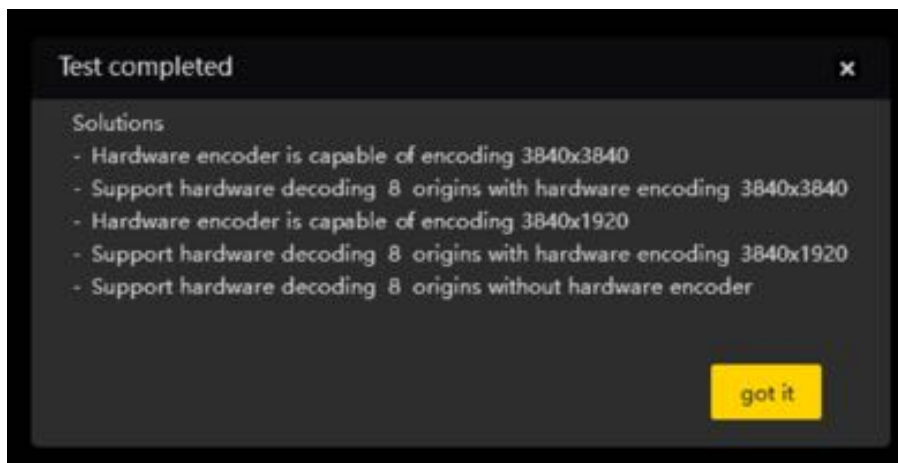 Test completed
Solutions
- Hardware encoder is capable of encoding 3840x3840
- Support hardware decoding 8 origins with hardware encoding 3840x3840
- Hardware encoder is capable of encoding 3840x1920
- Support hardware decoding 8 origins with hardware encoding 3840x1920
- Support hardware decoding 8 origins without hardware encoder
got it